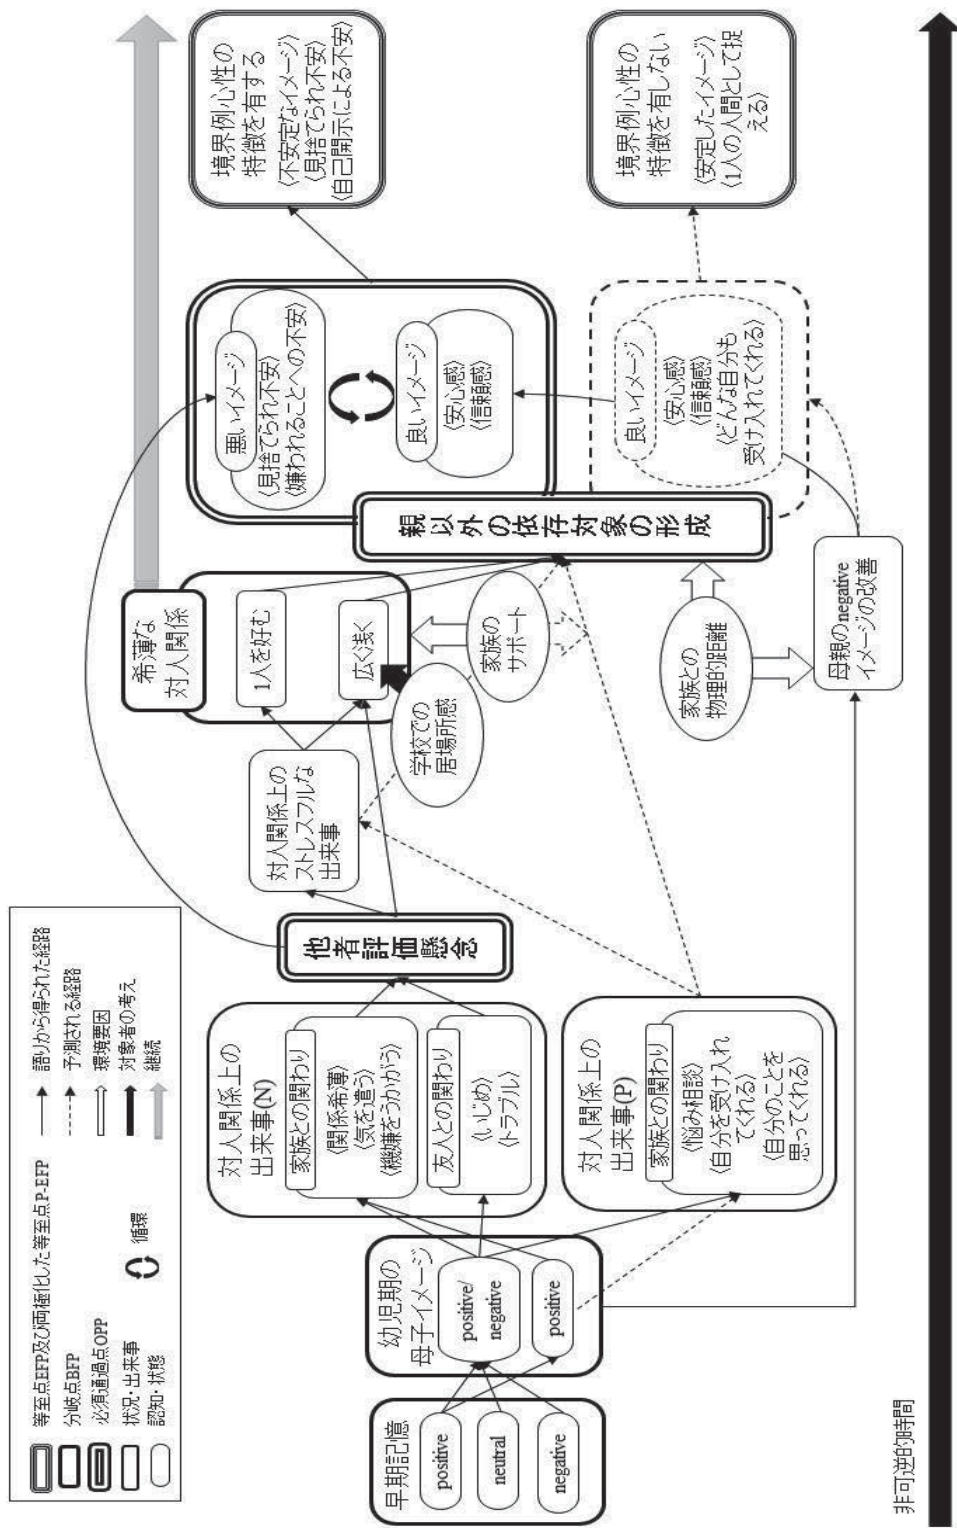 等至点EFP及び両極化した等至点P-EFP
分岐点BFP
必須通過点OPP
状況・出来事
認知・状態
循環
語りから得られた経路
予測される経路
環境要因
対象者の考え
継続
早期記憶
positive
neutral
negative
幼児期の
母子イメージ
positive/
negative
positive
対人関係上の
出来事(N)
家族との関わり
〈関係希薄〉
〈気を遣う〉
〈機嫌をうかがう〉
友人との関わり
〈いじめ〉
〈トラブル〉
対人関係上の
出来事(P)
家族との関わり
〈悩み相談〉
〈自分を受け入れ
てくれる〉
〈自分のことを
思ってくれる〉
他者評価懸念
対人関係上の
ストレスフルな
出来事
希薄な
対人関係
1人を好む
広く浅く
学校での
居場所感
家族の
サポート
家族との
物理的距離
母親のnegative
イメージの改善
親以外の依存対象の形成
悪いイメージ
〈見捨てられ不安〉
〈嫌われることへの不安〉
良いイメージ
〈安心感〉
〈信頼感〉
良いイメージ
〈安心感〉
〈信頼感〉
〈どんな自分も
受け入れてくれる〉
境界例心性の
特徴を有する
〈不安定なイメージ〉
〈見捨てられ不安〉
〈自己開示による不安〉
境界例心性の
特徴を有しない
〈安定したイメージ〉
〈1人の人間として捉
える〉
非可逆的時間